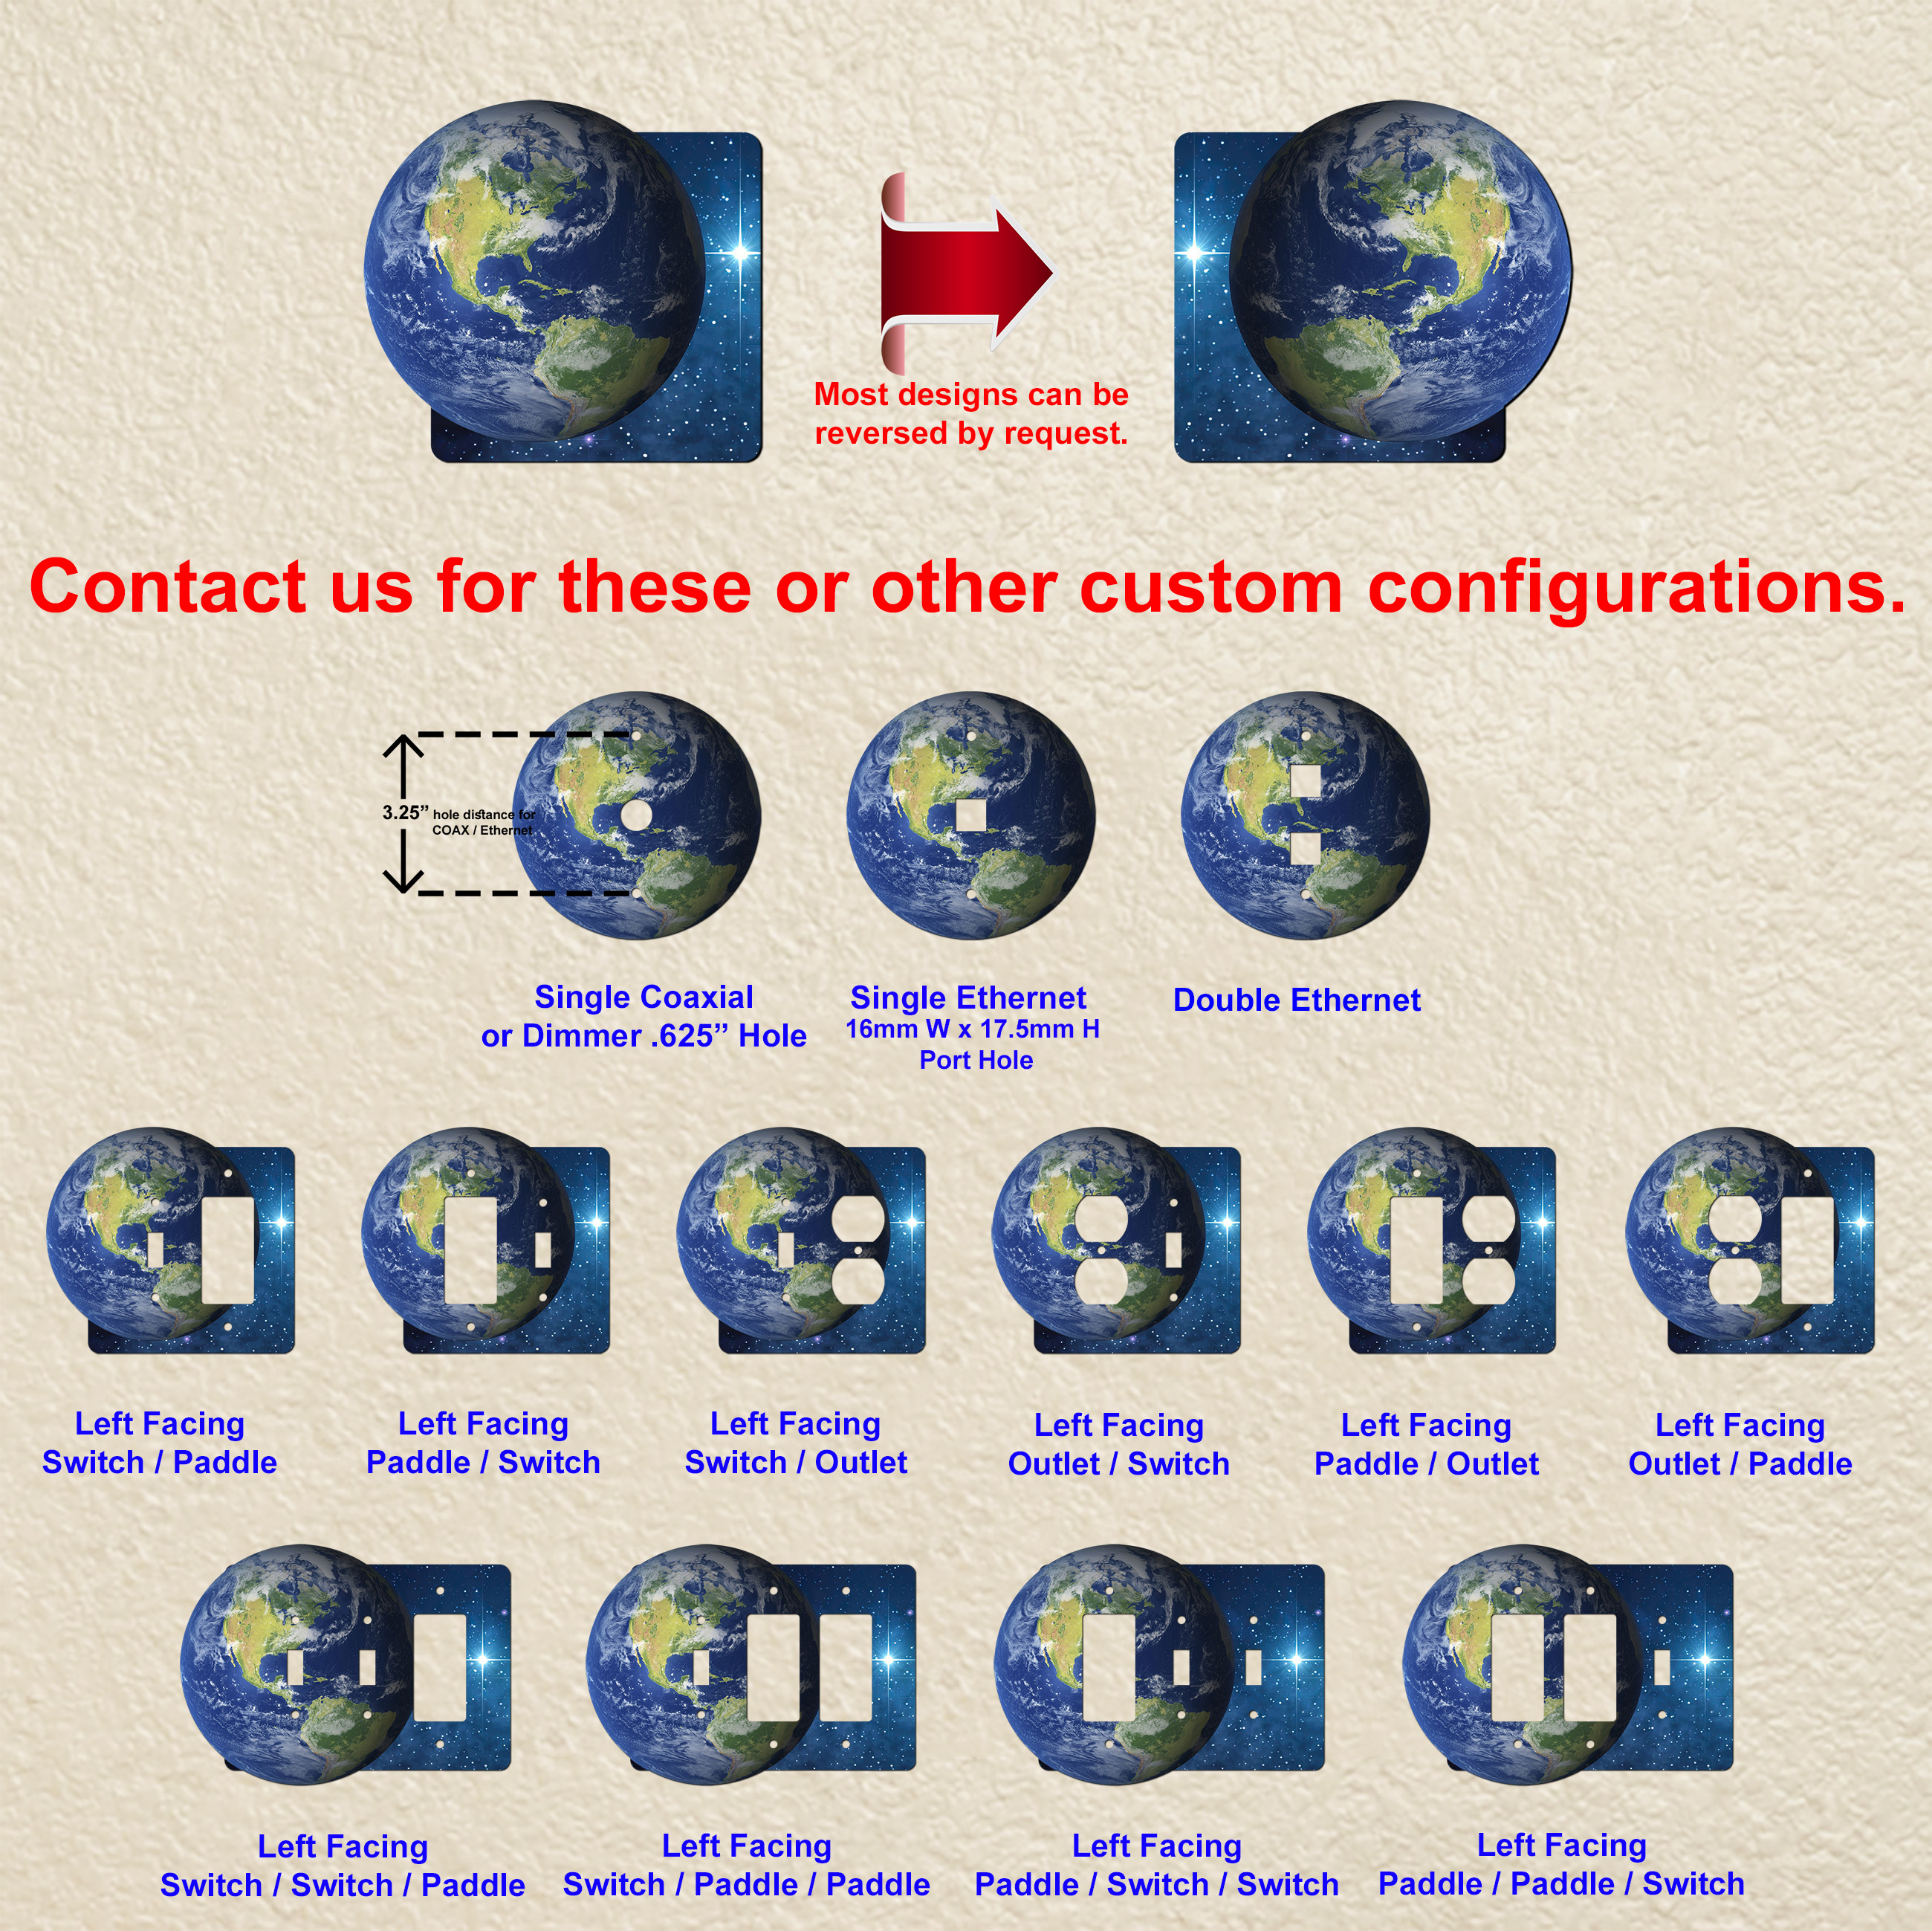 Most designs can be
reversed by request.
Contact us for these or other custom configurations.
3.25” hole distance for
COAX / Ethernet
Single Coaxial
or Dimmer .625” Hole
Single Ethernet
16mm W x 17.5mm H
Port Hole
Double Ethernet
Left Facing
Switch / Paddle
Left Facing
Paddle / Switch
Left Facing
Switch / Outlet
Left Facing
Outlet / Switch
Left Facing
Paddle / Outlet
Left Facing
Outlet / Paddle
Left Facing
Switch / Switch / Paddle
Left Facing
Switch / Paddle / Paddle
Left Facing
Paddle / Switch / Switch
Left Facing
Paddle / Paddle / Switch